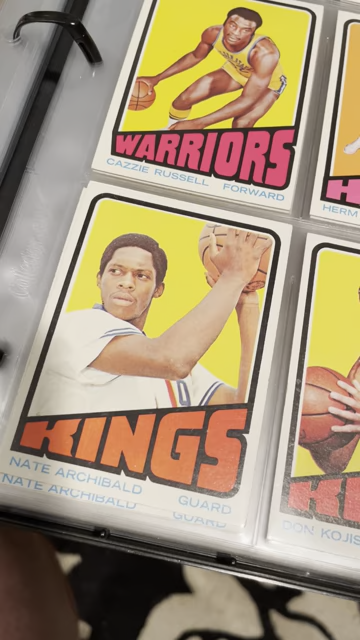 WARRIORS
CAZZIE RUSSELL FORWARD
HERM
KINGS
NATE ARCHIBALD GUARD
NATE ARCHIBALD GUARD
DON KOJIS